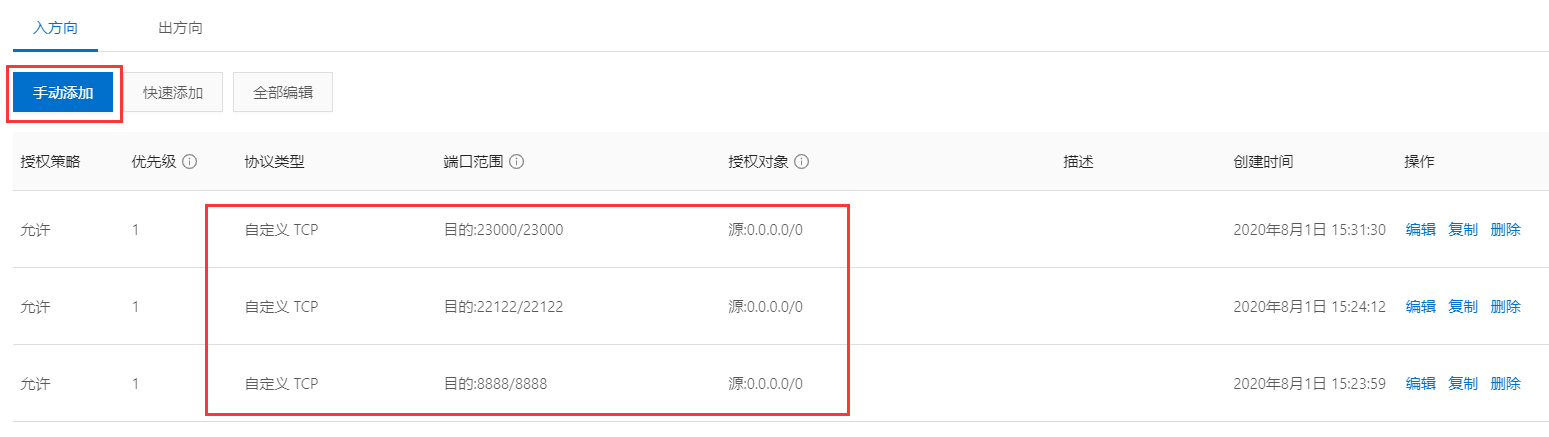 入方向 出方向
手动添加 快速添加 全部编辑
授权策略 优先级 协议类型 端口范围 授权对象 描述 创建时间 操作
允许 1 自定义 TCP 目的:23000/23000 源:0.0.0.0/0 2020年8月1日 15:31:30 编辑 复制 删除
允许 1 自定义 TCP 目的:22122/22122 源:0.0.0.0/0 2020年8月1日 15:24:12 编辑 复制 删除
允许 1 自定义 TCP 目的:8888/8888 源:0.0.0.0/0 2020年8月1日 15:23:59 编辑 复制 删除